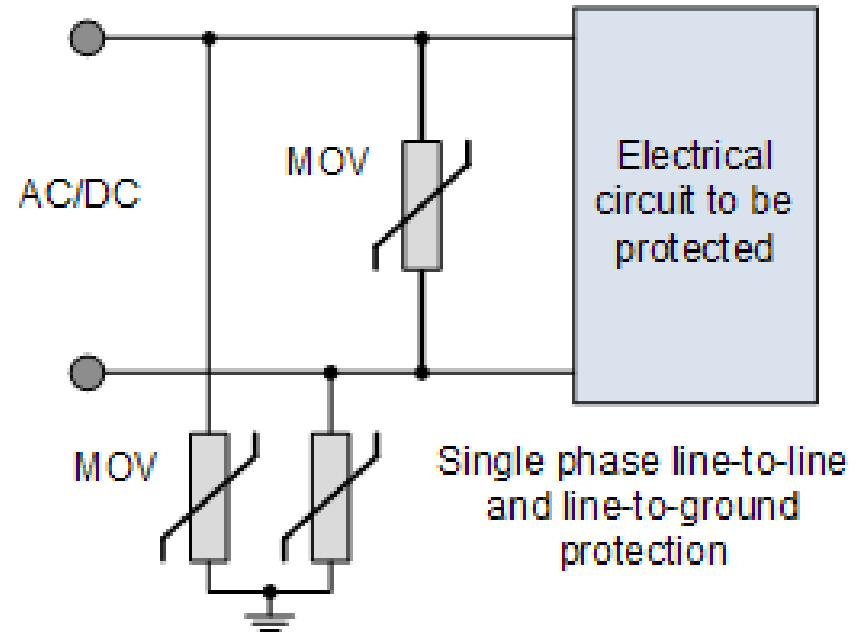 MOV
AC/DC
Electrical
circuit to be
protected
MOV
Single phase line-to-line
and line-to-ground
protection